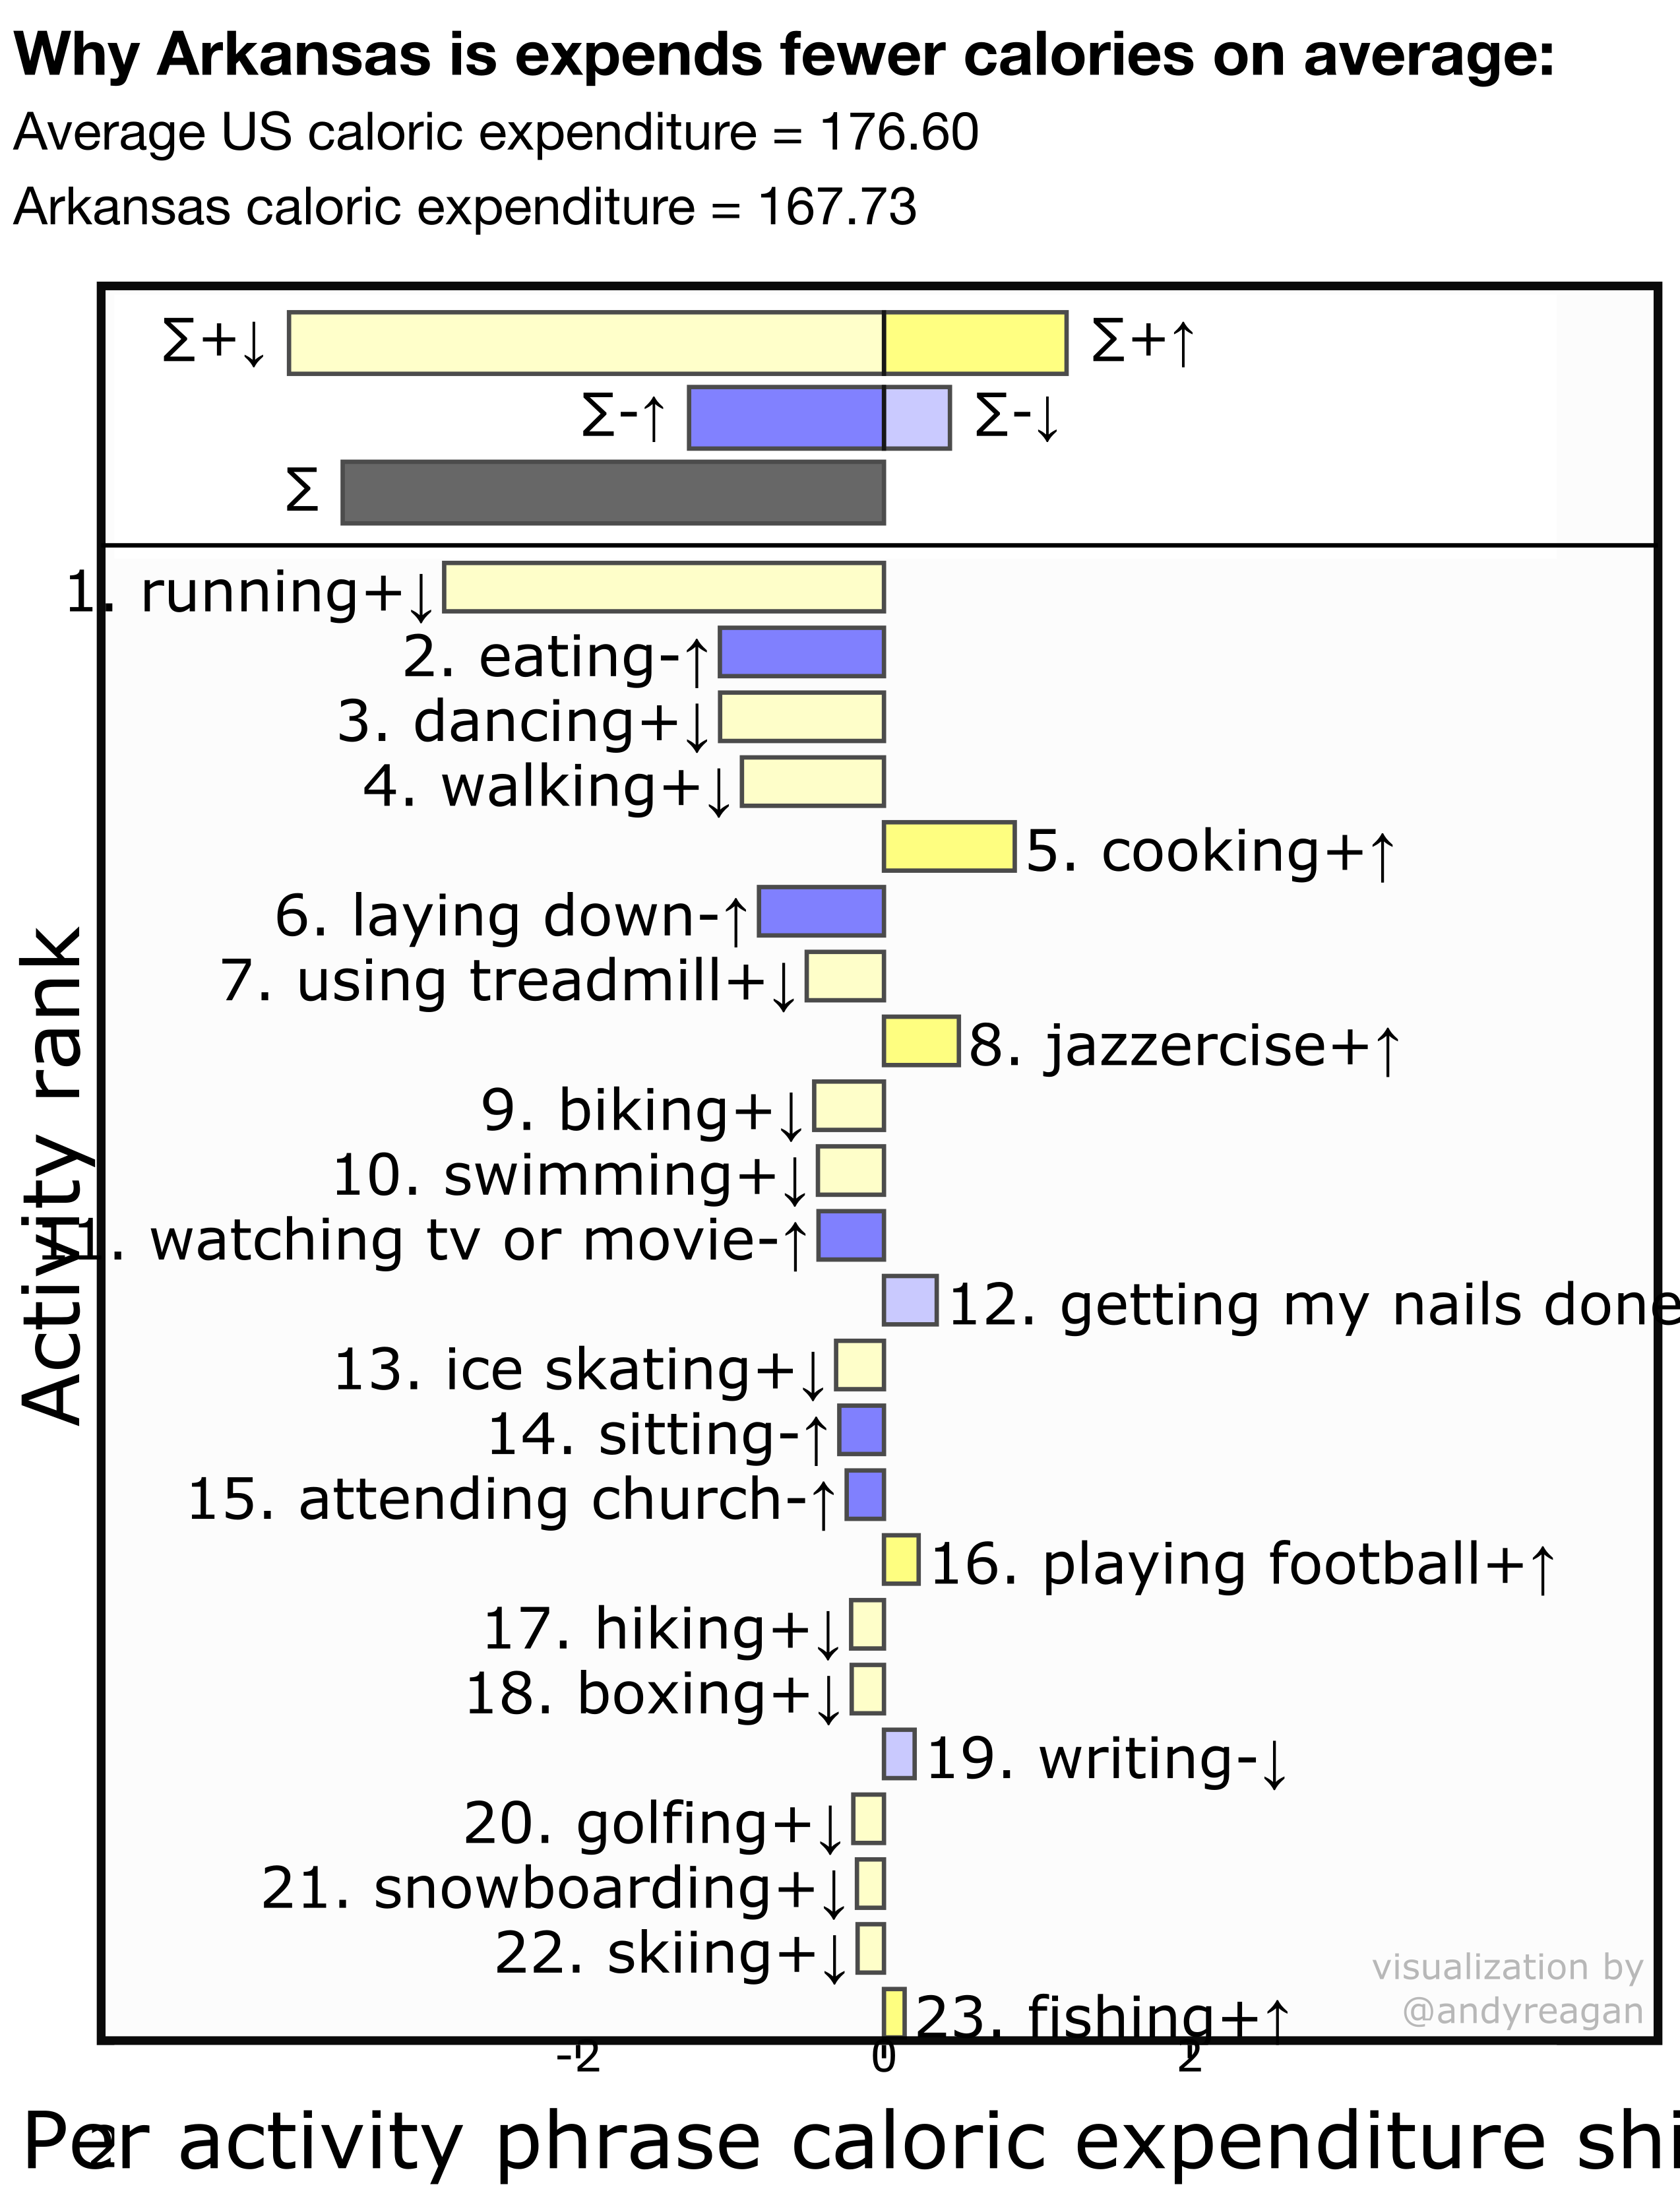 Why Arkansas is expends fewer calories on average:
Average US caloric expenditure = 176.60
Arkansas caloric expenditure = 167.73
∑+↓
∑+↑
∑-↑
∑-↓
∑
1. running+↓
2. eating-↑
3. dancing+↓
4. walking+↓
5. cooking+↑
6. laying down-↑
7. using treadmill+↓
8. jazzercise+↑
9. biking+↓
10. swimming+↓
11. watching tv or movie-↑
12. getting my nails done
13. ice skating+↓
14. sitting-↑
15. attending church-↑
16. playing football+↑
17. hiking+↓
18. boxing+↓
19. writing-↓
20. golfing+↓
21. snowboarding+↓
22. skiing+↓
23. fishing+↑
Activity rank
visualization by
@andyreagan
-2 0 2
Per activity phrase caloric expenditure shi